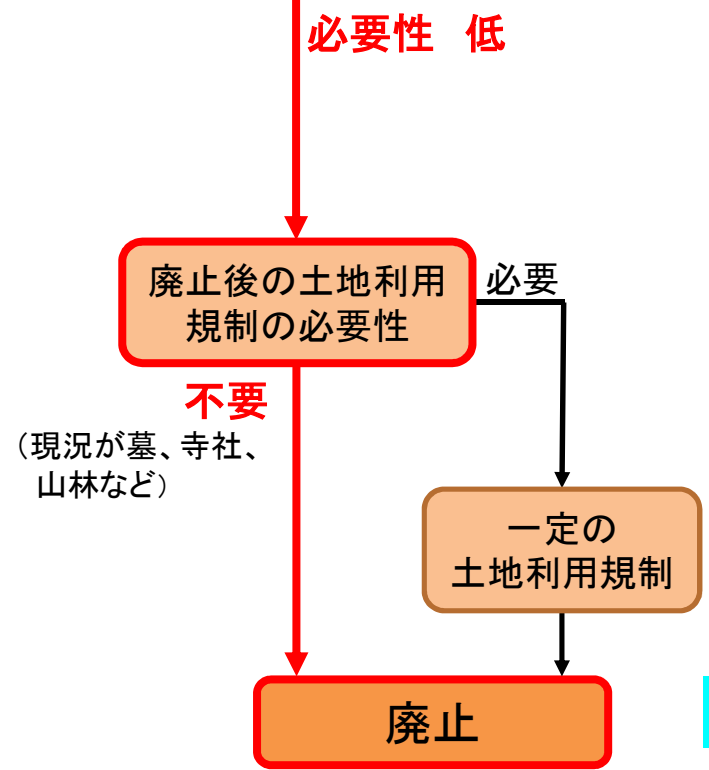 必要性　低
廃止後の土地利用
規制の必要性
必要
不要
（現況が墓、寺社、
山林など）
一定の
土地利用規制
廃止